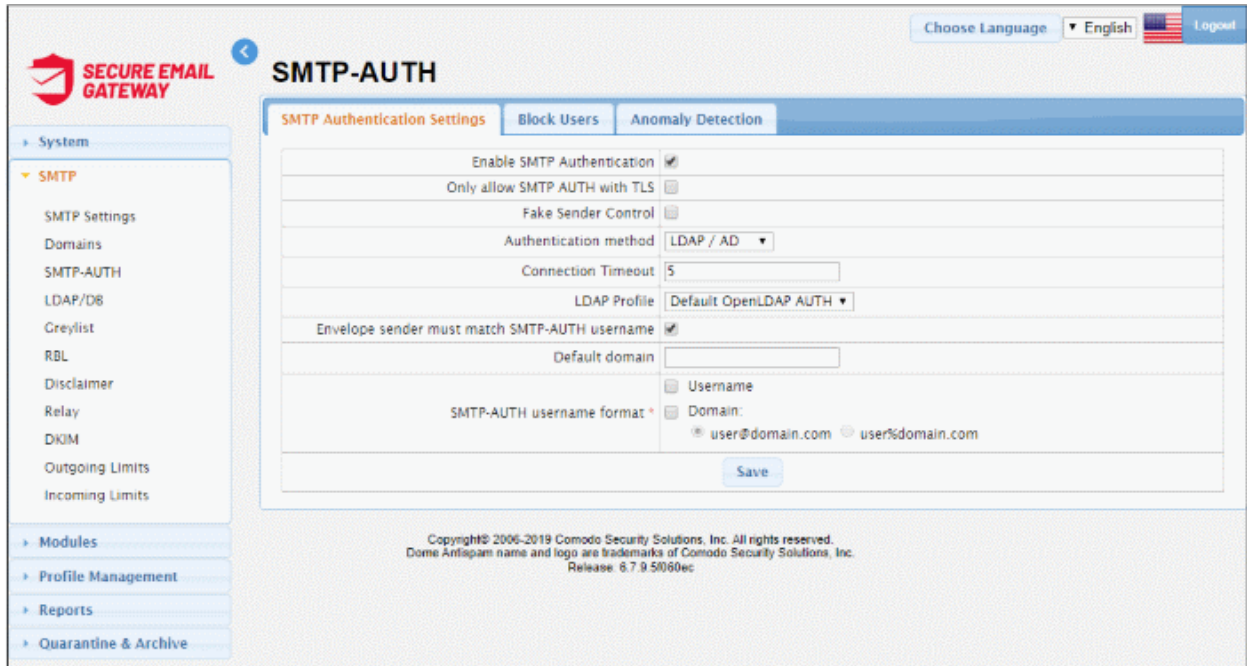 Choose Language
English
Logout
SECURE EMAIL
GATEWAY
SMTP-AUTH
SMTP Authentication Settings
Block Users
Anomaly Detection
System
SMTP
SMTP Settings
Domains
SMTP-AUTH
LDAP/DB
Greylist
RBL
Disclaimer
Relay
DKIM
Outgoing Limits
Incoming Limits
Modules
Profile Management
Reports
Quarantine & Archive
Enable SMTP Authentication
Only allow SMTP AUTH with TLS
Fake Sender Control
Authentication method LDAP / AD
Connection Timeout 5
LDAP Profile Default OpenLDAP AUTH
Envelope sender must match SMTP-AUTH username
Default domain
Username
SMTP-AUTH username format * Domain:
user@domain.com user%domain.com
Save
Copyright© 2006-2019 Comodo Security Solutions, Inc. All rights reserved.
Dome Antispam name and logo are trademarks of Comodo Security Solutions, Inc.
Release: 6.7.9.5f060ec